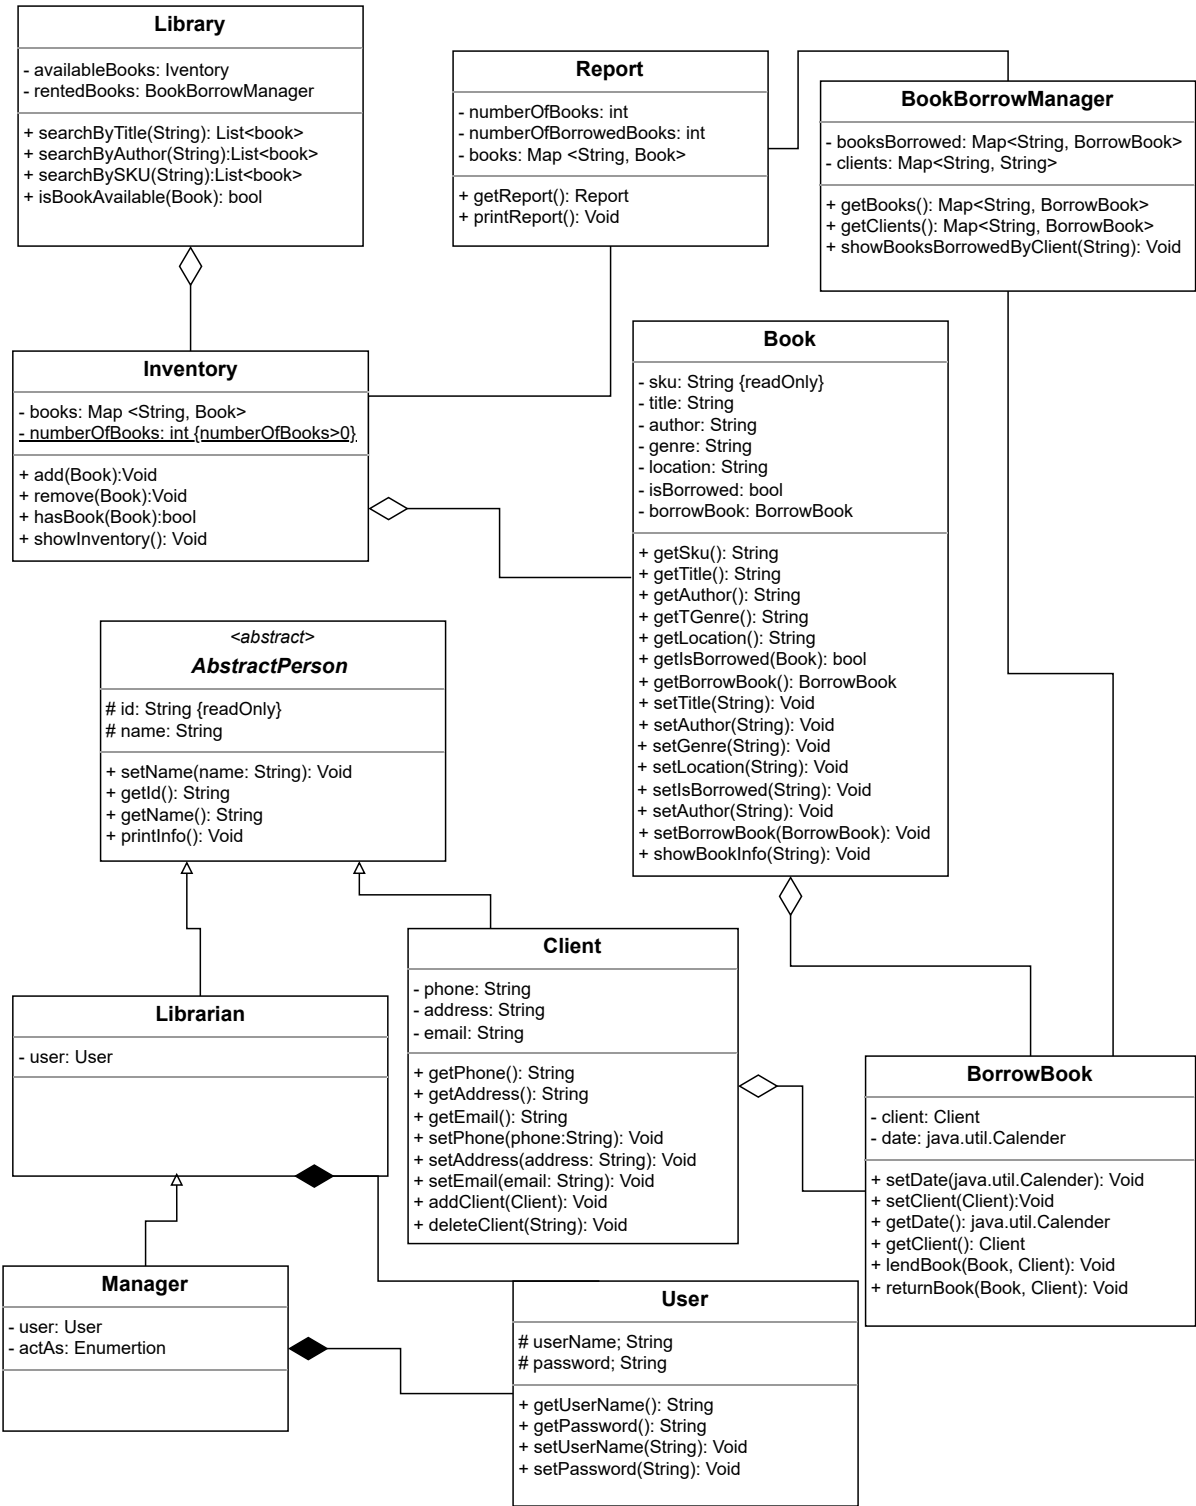 Library
- availableBooks: Iventory
- rentedBooks: BookBorrowManager
+ searchByTitle(String): List<book>
+ searchByAuthor(String):List<book>
+ searchBySKU(String):List<book>
+ isBookAvailable(Book): bool
Report
- numberOfBooks: int
- numberOfBorrowedBooks: int
- books: Map <String, Book>
+ getReport(): Report
+ printReport(): Void
BookBorrowManager
- booksBorrowed: Map<String, BorrowBook>
- clients: Map<String, String>
+ getBooks(): Map<String, BorrowBook>
+ getClients(): Map<String, BorrowBook>
+ showBooksBorrowedByClient(String): Void
Inventory
- books: Map <String, Book>
- numberOfBooks: int {numberOfBooks>0}
+ add(Book):Void
+ remove(Book):Void
+ hasBook(Book):bool
+ showInventory(): Void
Book
- sku: String {readOnly}
- title: String
- author: String
- genre: String
- location: String
- isBorrowed: bool
- borrowBook: BorrowBook
+ getSku(): String
+ getTitle(): String
+ getAuthor(): String
+ getTGenre(): String
+ getLocation(): String
+ getIsBorrowed(Book): bool
+ getBorrowBook(): BorrowBook
+ setTitle(String): Void
+ setAuthor(String): Void
+ setGenre(String): Void
+ setLocation(String): Void
+ setIsBorrowed(String): Void
+ setAuthor(String): Void
+ setBorrowBook(BorrowBook): Void
+ showBookInfo(String): Void
<abstract>
AbstractPerson
# id: String {readOnly}
# name: String
+ setName(name: String): Void
+ getId(): String
+ getName(): String
+ printInfo(): Void
Client
- phone: String
- address: String
- email: String
+ getPhone(): String
+ getAddress(): String
+ getEmail(): String
+ setPhone(phone:String): Void
+ setAddress(address: String): Void
+ setEmail(email: String): Void
+ addClient(Client): Void
+ deleteClient(String): Void
Librarian
- user: User
BorrowBook
- client: Client
- date: java.util.Calender
+ setDate(java.util.Calender): Void
+ setClient(Client):Void
+ getDate(): java.util.Calender
+ getClient(): Client
+ lendBook(Book, Client): Void
+ returnBook(Book, Client): Void
Manager
- user: User
- actAs: Enumertion
User
# userName; String
# password; String
+ getUserName(): String
+ getPassword(): String
+ setUserName(String): Void
+ setPassword(String): Void